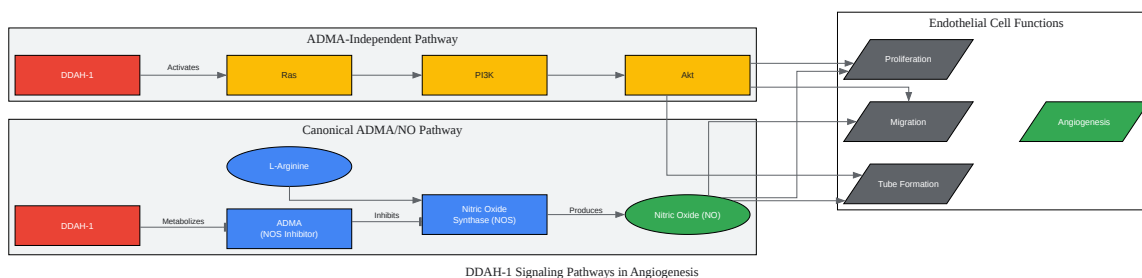 Endothelial Cell Functions
ADMA-Independent Pathway
DDAH-1
Activates
Ras
PI3K
Akt
Proliferation
Migration
Angiogenesis
Tube Formation
Canonical ADMA/NO Pathway
L-Arginine
DDAH-1
Metabolizes
ADMA
(NOS Inhibitor)
Inhibits
Nitric Oxide
Synthase (NOS)
Produces
Nitric Oxide (NO)
DDAH-1 Signaling Pathways in Angiogenesis